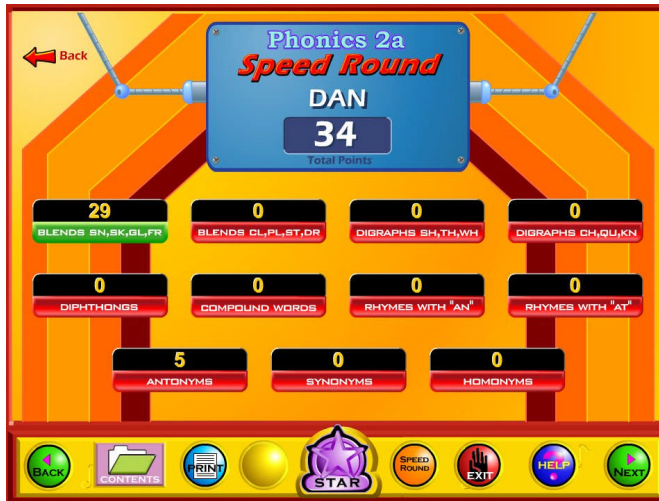 Phonics 2a
Back
Speed Round
DAN
34
Total Points
29
0
0
0
BLENDS SN,SK,GL,FR
BLENDS CL,PL,ST,DR
DIGRAPHS SH,TH,WH
DIGRAPHS CH,QU,KN
0
0
0
0
DIPHTHONGS
COMPOUND WORDS
RHYMES WITH "AN"
RHYMES WITH "AT"
5
0
0
ANTONYMS
SYNONYMS
HOMONYMS
BACK
CONTENTS
PRINT
STAR
SPEED
ROUND
EXIT
HELP
NEXT